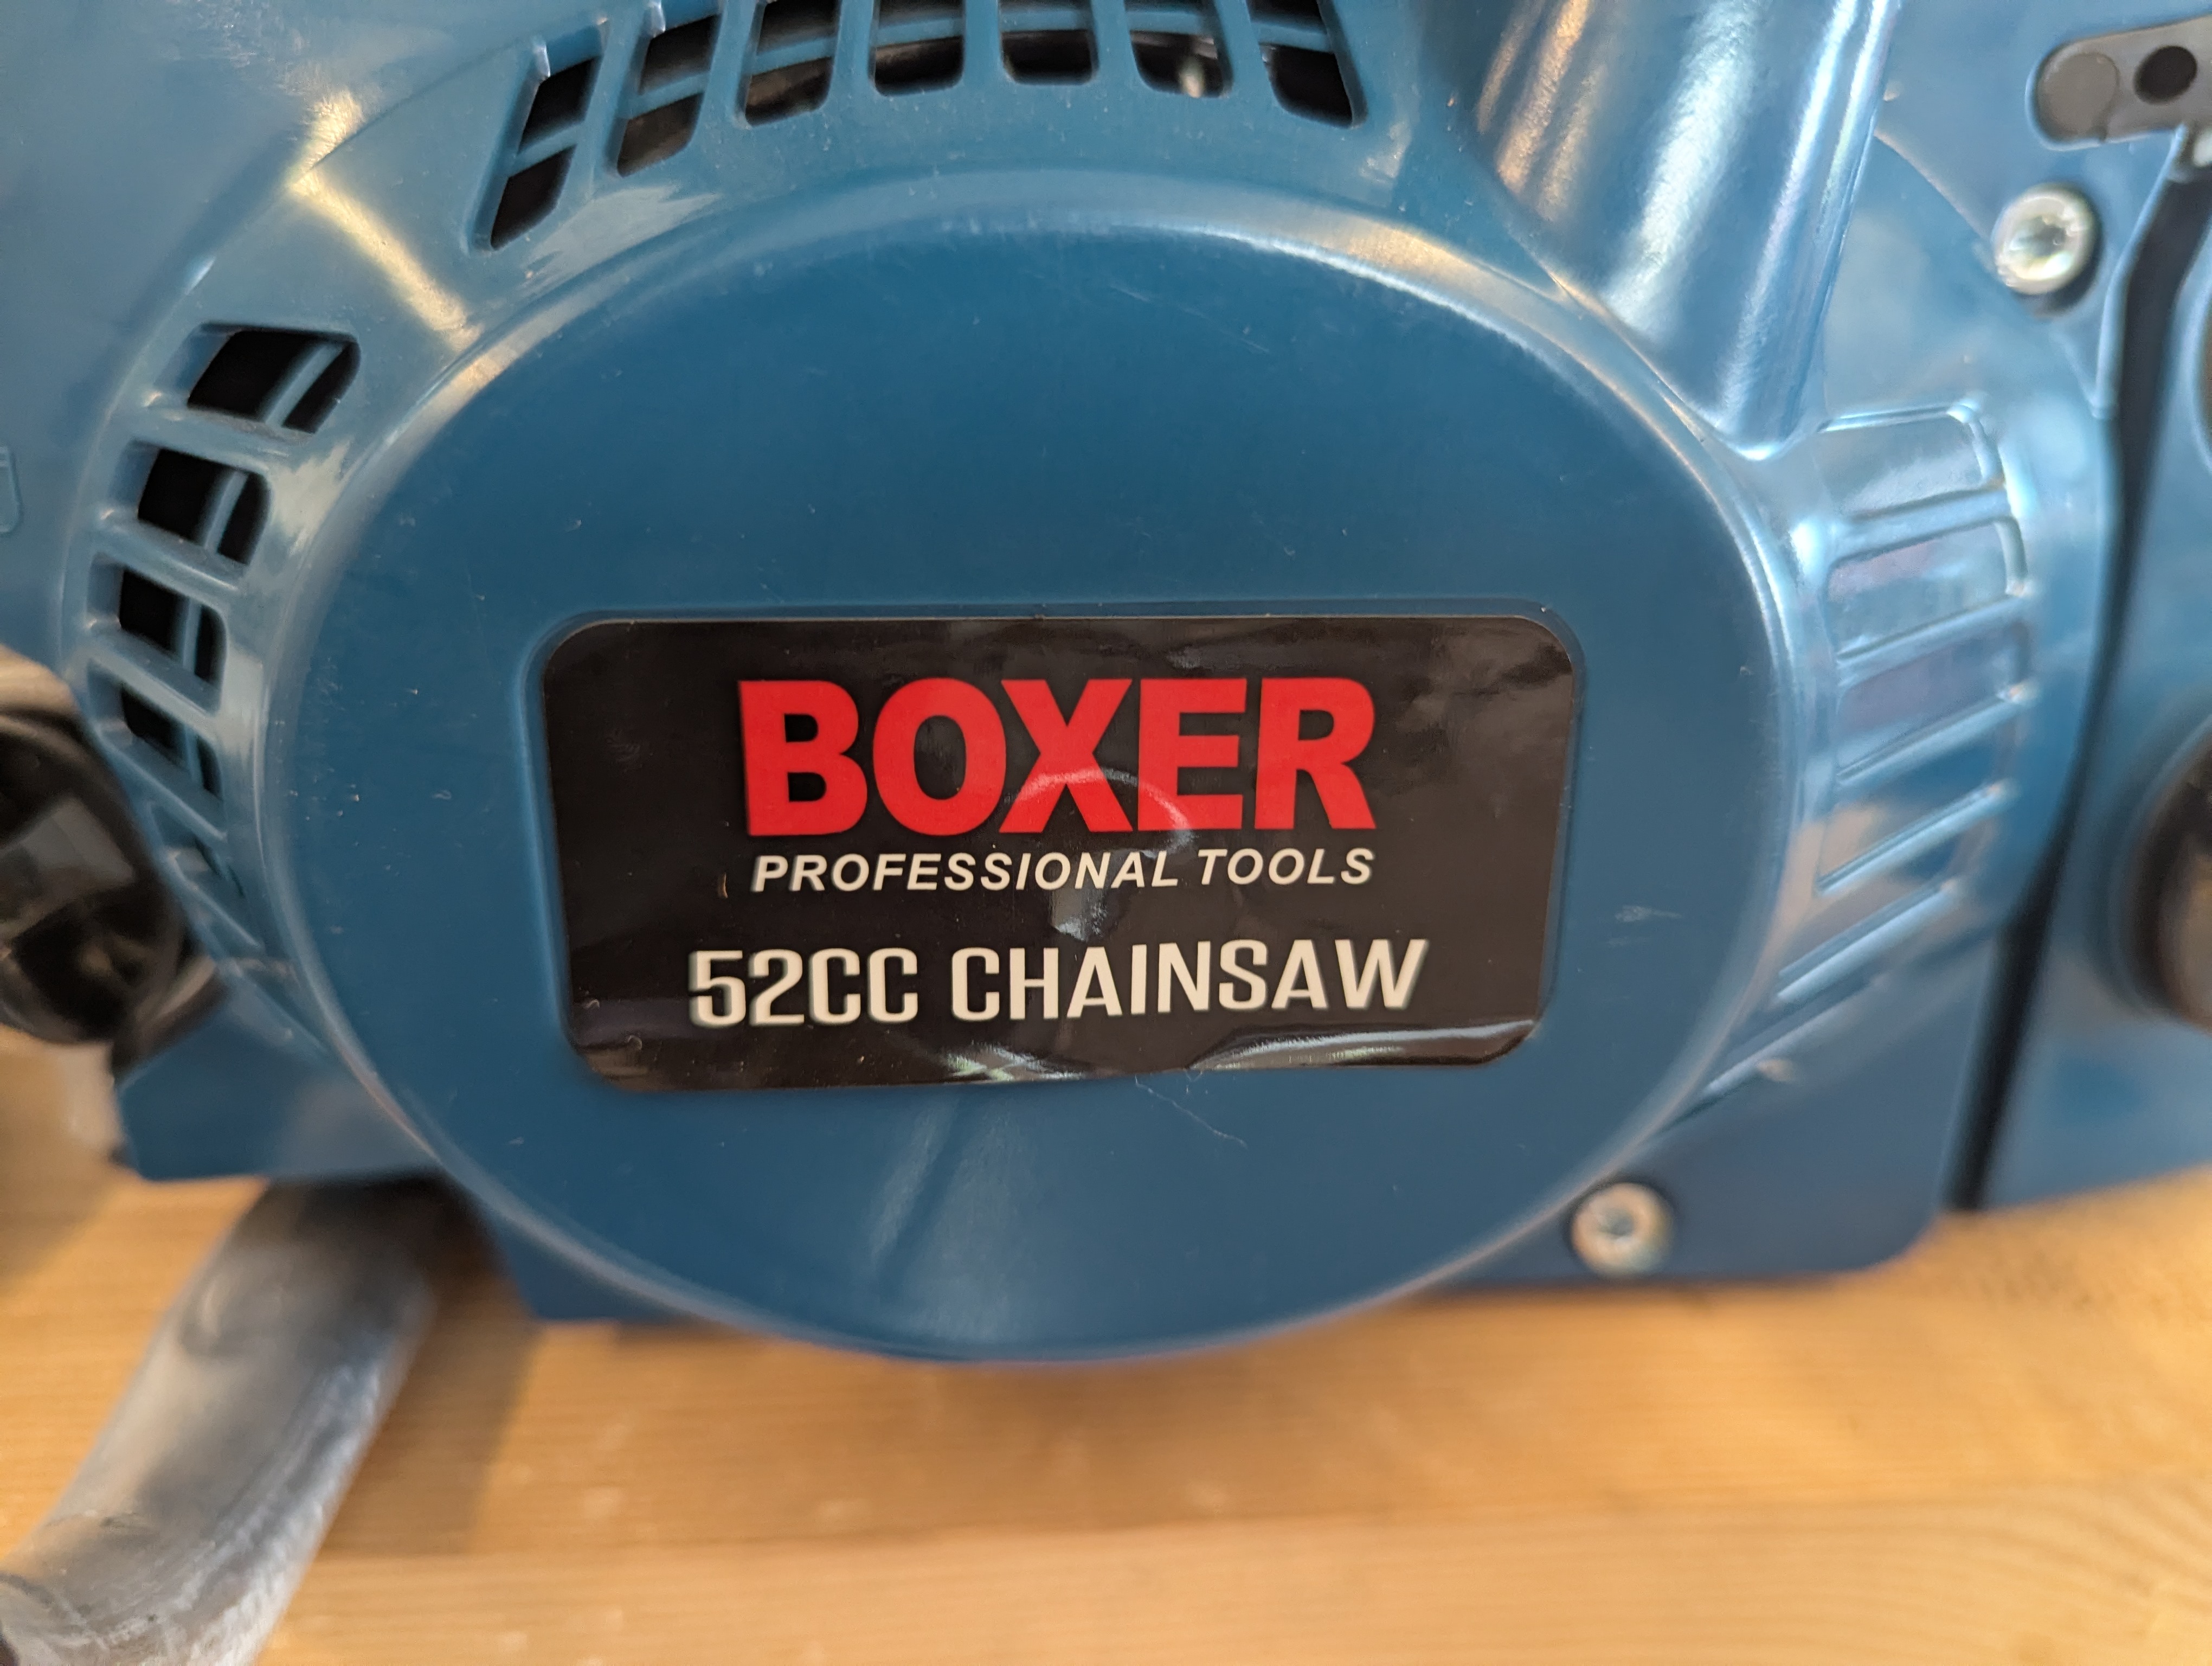 BOXER
PROFESSIONAL TOOLS
52CC CHAINSAW